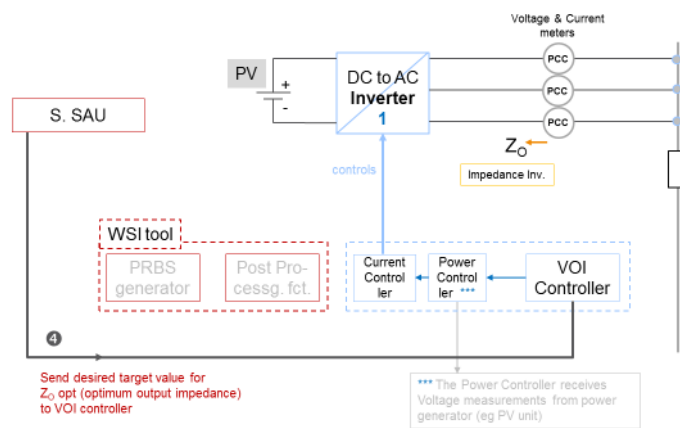 Voltage & Current
meters
PV
+
-
DC to AC
Inverter
1
PCC
PCC
PCC
S. SAU
Z_O
controls
Impedance Inv.
WSI tool
PRBS
generator
Post Pro-
cessg. fct.
Current
Control
ler
Power
Control
ler ***
VOI
Controller
4
Send desired target value for
Z_O opt (optimum output impedance)
to VOI controller
*** The Power Controller receives
Voltage measurements from power
generator (eg PV unit)